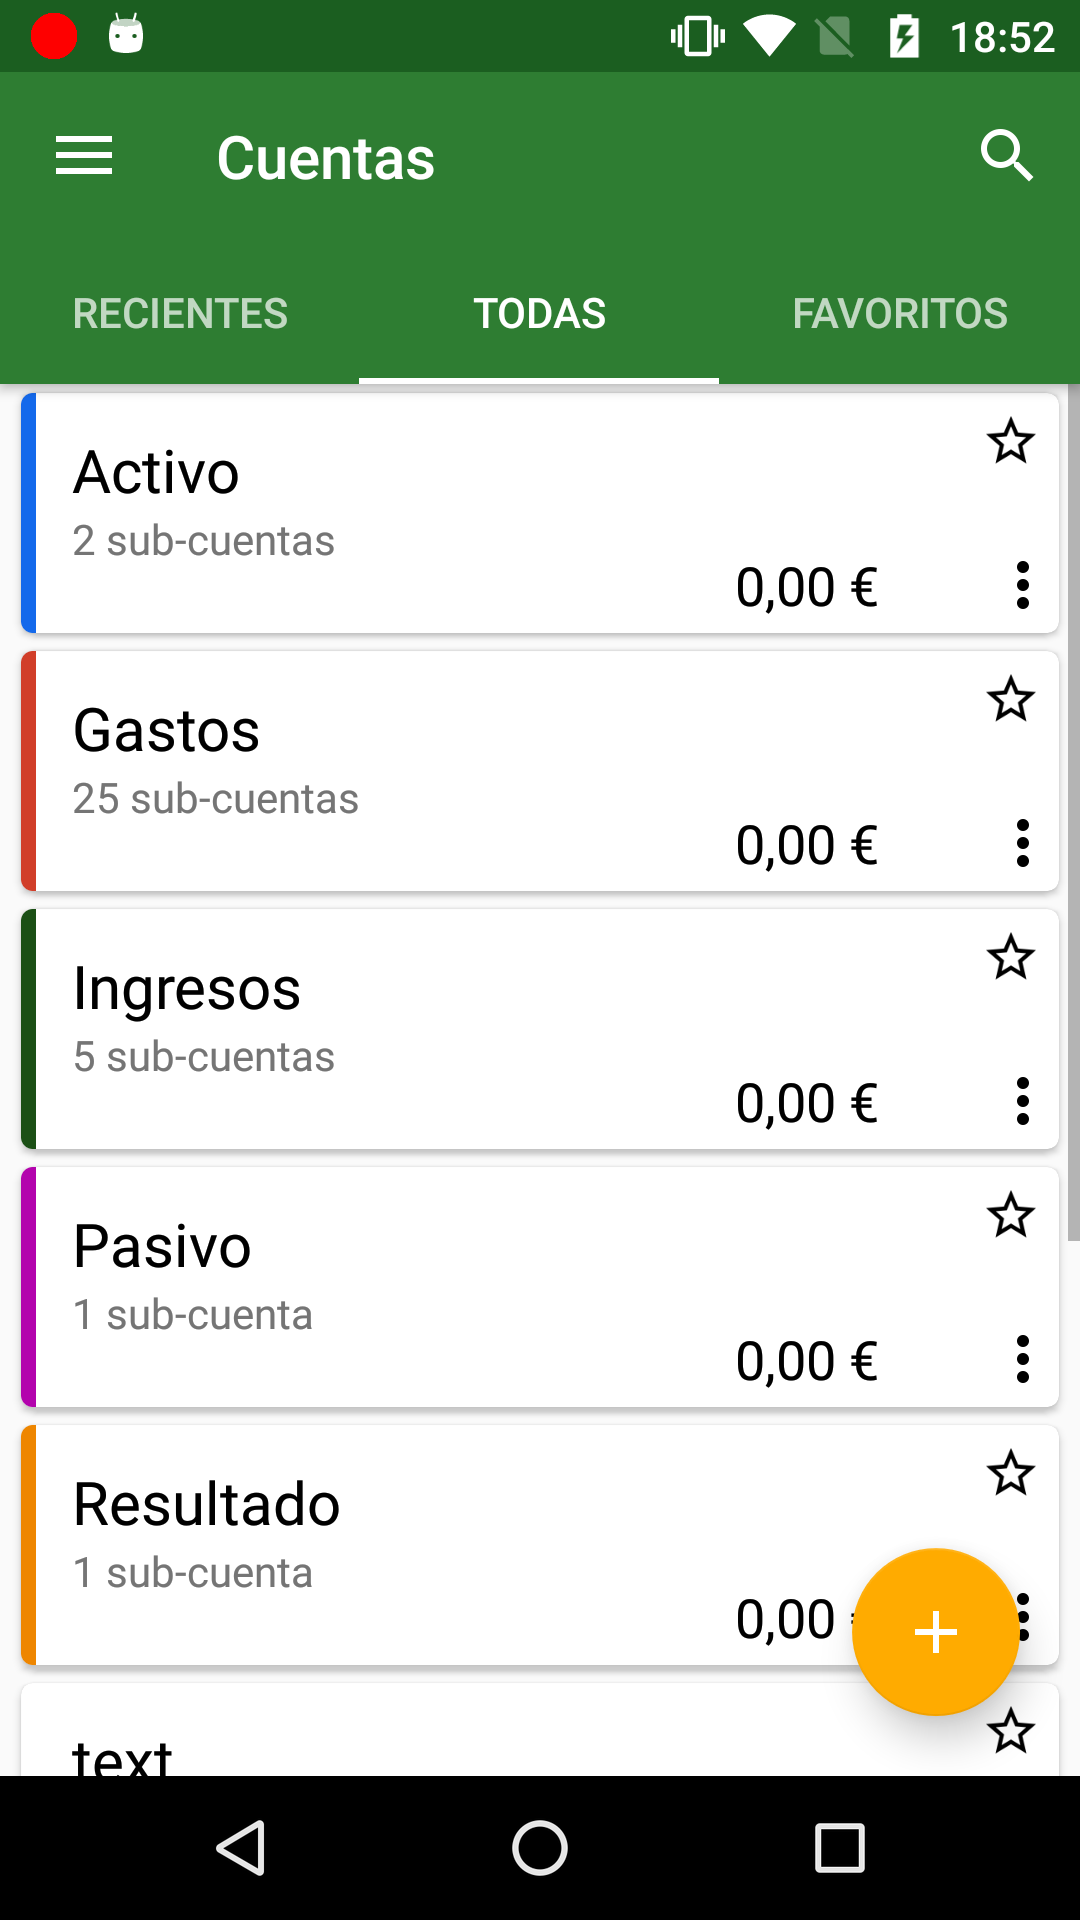 18:52
Cuentas
RECIENTES TODAS FAVORITOS
Activo
2 sub-cuentas
0,00 €
Gastos
25 sub-cuentas
0,00 €
Ingresos
5 sub-cuentas
0,00 €
Pasivo
1 sub-cuenta
0,00 €
Resultado
1 sub-cuenta
0,00
text